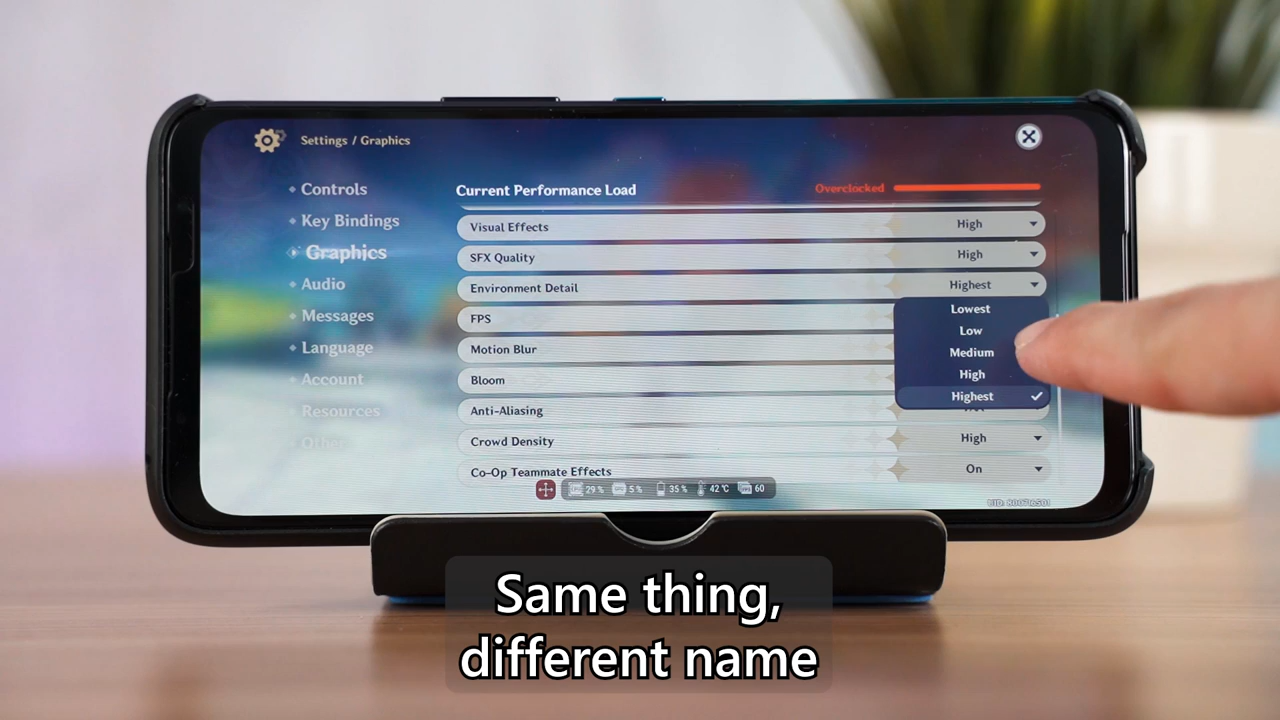 Settings / Graphics
Controls
Key Bindings
Graphics
Audio
Messages
Language
Account
Resources
Other
Current Performance Load Overclocked
Visual Effects High
SFX Quality High
Environment Detail Highest
FPS
Motion Blur
Bloom
Anti-Aliasing
Crowd Density High
Co-Op Teammate Effects On
Lowest
Low
Medium
High
Highest
29% 5% 35% 42°C 60
Same thing,
different name